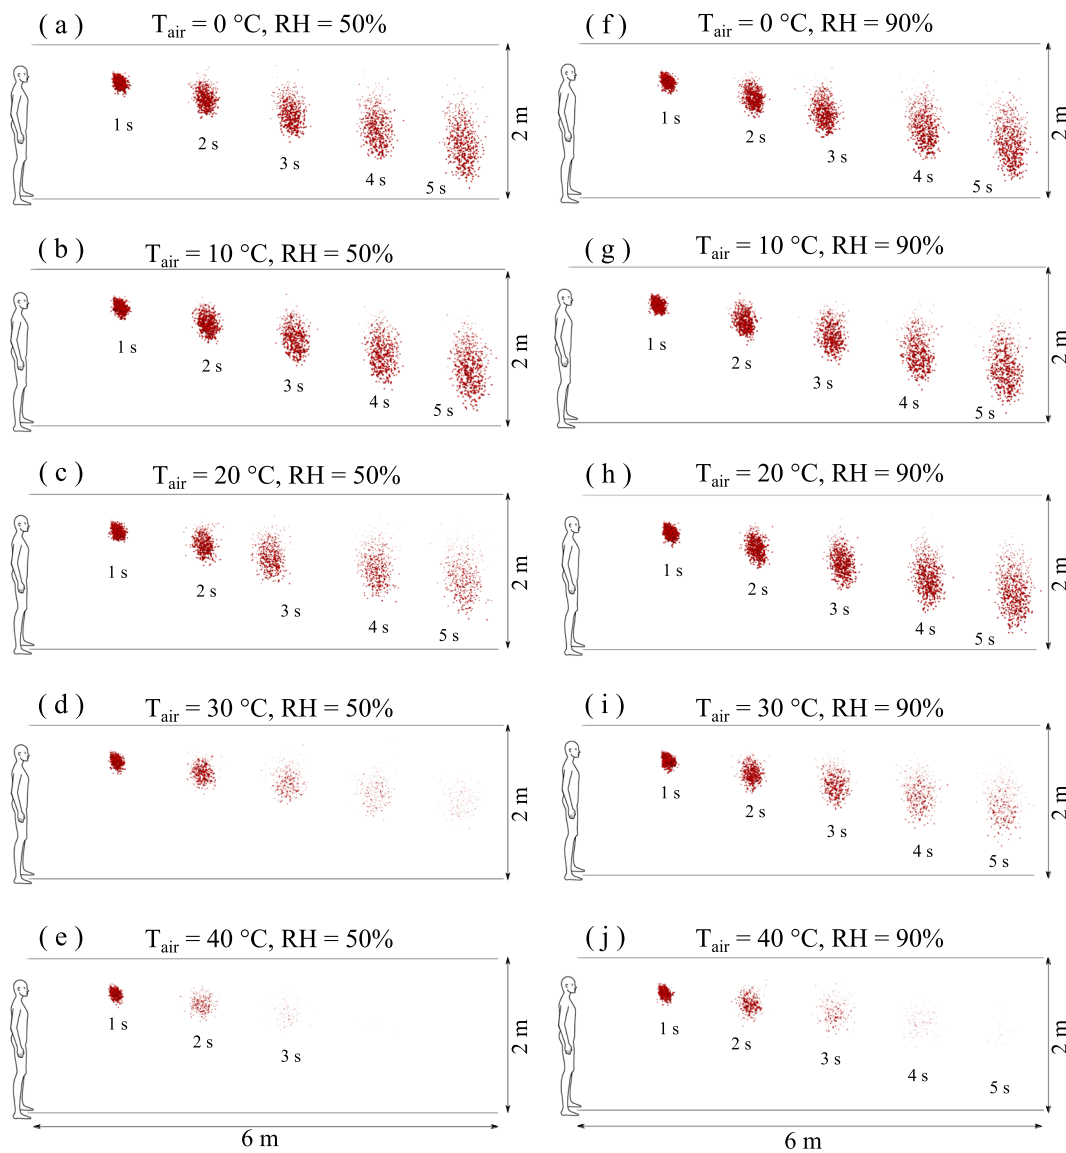 ( a ) T_air = 0 °C, RH = 50%
1 s
2 s
3 s
4 s
5 s
2 m
( f ) T_air = 0 °C, RH = 90%
1 s
2 s
3 s
4 s
5 s
2 m
( b ) T_air = 10 °C, RH = 50%
1 s
2 s
3 s
4 s
5 s
2 m
( g ) T_air = 10 °C, RH = 90%
1 s
2 s
3 s
4 s
5 s
2 m
( c ) T_air = 20 °C, RH = 50%
1 s
2 s
3 s
4 s
5 s
2 m
( h ) T_air = 20 °C, RH = 90%
1 s
2 s
3 s
4 s
5 s
2 m
( d ) T_air = 30 °C, RH = 50%
2 m
( i ) T_air = 30 °C, RH = 90%
1 s
2 s
3 s
4 s
5 s
2 m
( e ) T_air = 40 °C, RH = 50%
1 s
2 s
3 s
2 m
6 m
( j ) T_air = 40 °C, RH = 90%
1 s
2 s
3 s
4 s
5 s
2 m
6 m